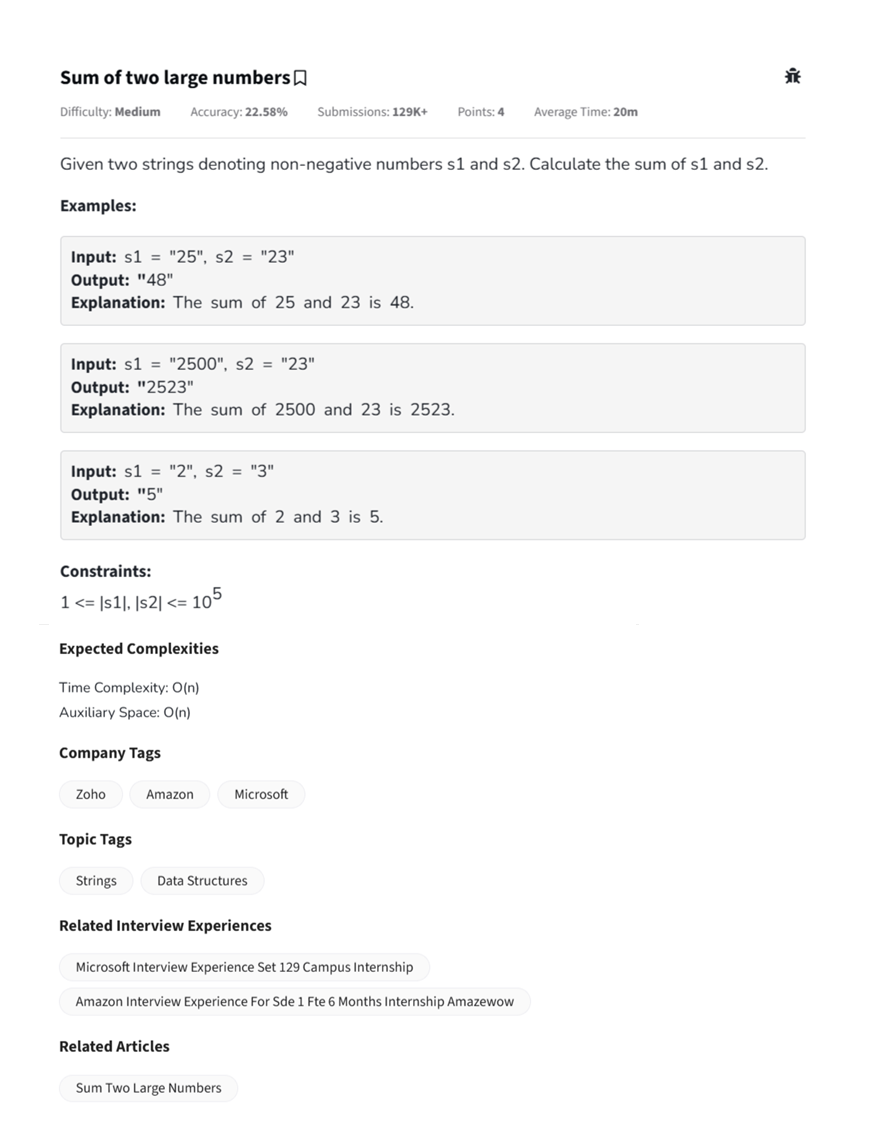 Sum of two large numbers
Difficulty: Medium Accuracy: 22.58% Submissions: 129K+ Points: 4 Average Time: 20m
Given two strings denoting non-negative numbers s1 and s2. Calculate the sum of s1 and s2.
Examples:
Input: s1 = "25", s2 = "23"
Output: "48"
Explanation: The sum of 25 and 23 is 48.
Input: s1 = "2500", s2 = "23"
Output: "2523"
Explanation: The sum of 2500 and 23 is 2523.
Input: s1 = "2", s2 = "3"
Output: "5"
Explanation: The sum of 2 and 3 is 5.
Constraints:
1 <= |s1|, |s2| <= 10^5
Expected Complexities
Time Complexity: O(n)
Auxiliary Space: O(n)
Company Tags
Zoho Amazon Microsoft
Topic Tags
Strings Data Structures
Related Interview Experiences
Microsoft Interview Experience Set 129 Campus Internship
Amazon Interview Experience For Sde 1 Fte 6 Months Internship Amazewow
Related Articles
Sum Two Large Numbers